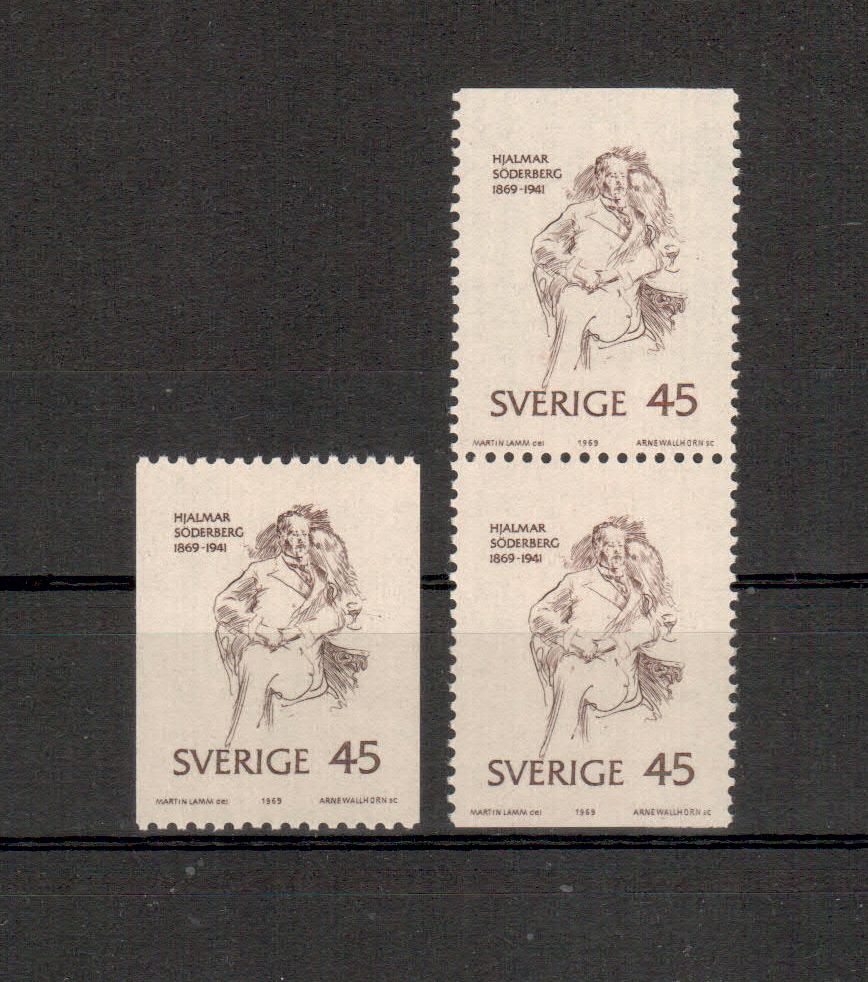 HJALMAR
SÖDERBERG
1869-1941
SVERIGE 45
MARTIN LAMM del 1969 ARNE WALLHORN SC
HJALMAR
SÖDERBERG
1869-1941
SVERIGE 45
MARTIN LAMM del 1969 ARNE WALLHORN SC
HJALMAR
SÖDERBERG
1869-1941
SVERIGE 45
MARTIN LAMM del 1969 ARNE WALLHORN SC